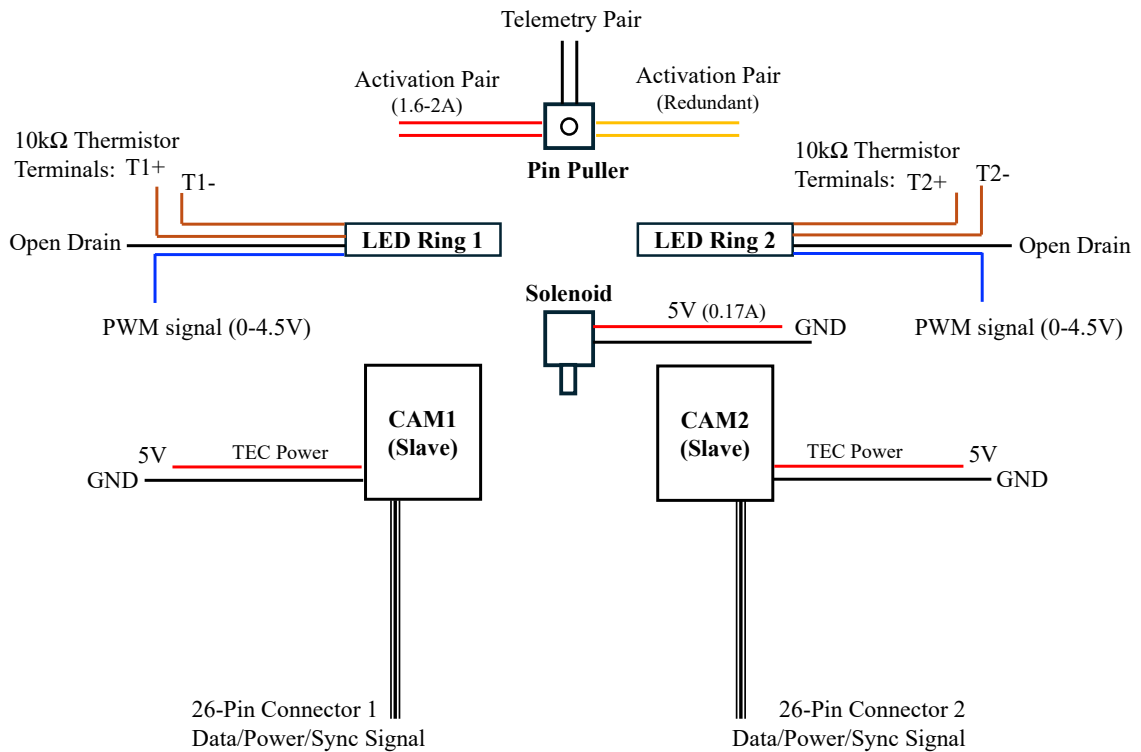 Telemetry Pair
Activation Pair
(1.6-2A)
Activation Pair
(Redundant)
Pin Puller
10kΩ Thermistor
Terminals: T1+
T1-
10kΩ Thermistor
Terminals: T2+
T2-
Open Drain
LED Ring 1
LED Ring 2
Open Drain
PWM signal (0-4.5V)
PWM signal (0-4.5V)
Solenoid
5V (0.17A)
GND
CAM1
(Slave)
CAM2
(Slave)
5V
TEC Power
GND
TEC Power
5V
GND
26-Pin Connector 1
Data/Power/Sync Signal
26-Pin Connector 2
Data/Power/Sync Signal